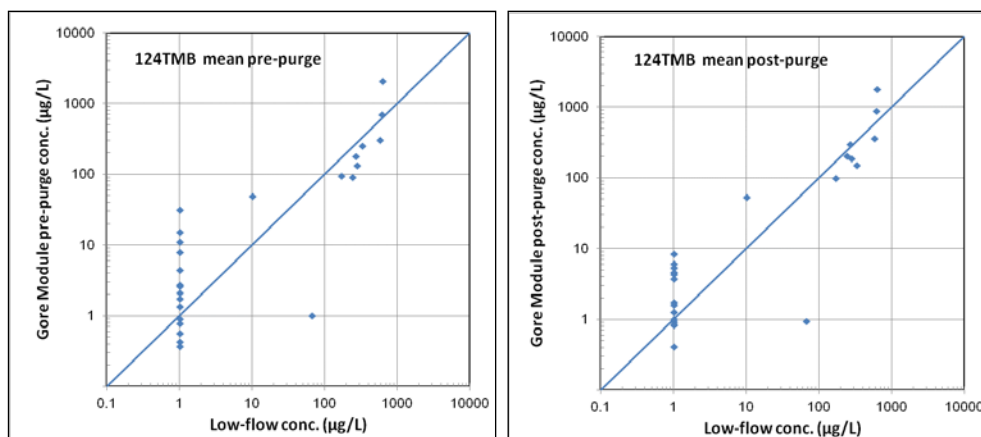 124TMB mean pre-purge
Gore Module pre-purge conc. (µg/L)
10000
1000
100
10
1
0.1 1 10 100 1000 10000
Low-flow conc. (µg/L)
124TMB mean post-purge
Gore Module post-purge conc. (µg/L)
10000
1000
100
10
1
0.1
0.1 1 10 100 1000 10000
Low-flow conc. (µg/L)